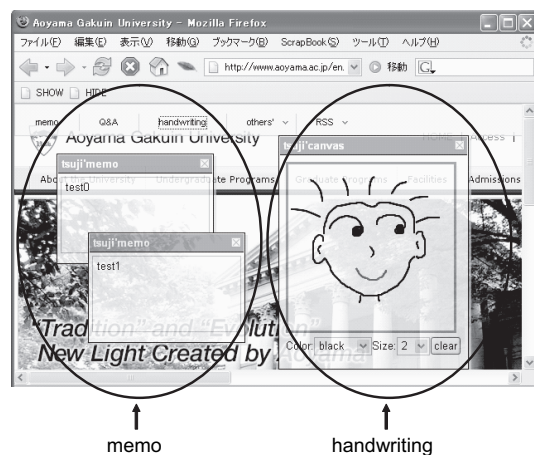 Aoyama Gakuin University - Mozilla Firefox
ファイル(F) 編集(E) 表示(V) 移動(G) ブックマーク(B) ScrapBook(S) ツール(T) ヘルプ(H)
http://www.aoyama.ac.jp/en. 移動 G
SHOW HIDE
memo Q&A handwriting others' RSS
Aoyama Gakuin University HOME Access
tsuji'memo tsuji'canvas
About the University Undergraduate Programs Graduate Programs Facilities Admissions
test0
tsuji'memo
test1
"Tradition" and "Evolution"
New Light Created by Aoyama
Color: black Size: 2 clear
memo handwriting